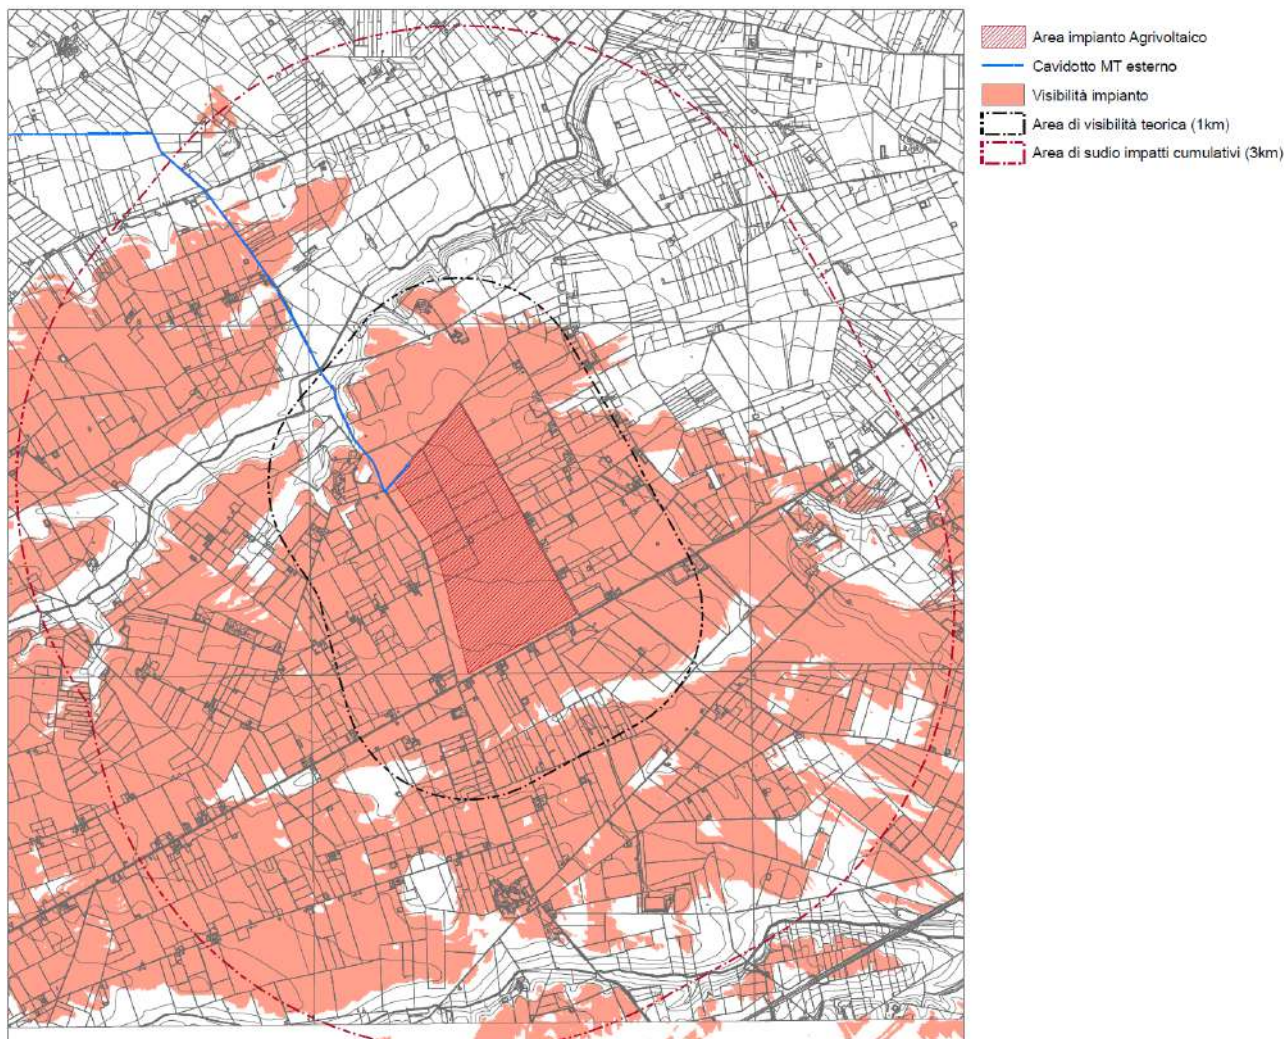 Area impianto Agrivoltaico
Cavidotto MT esterno
Visibilità impianto
Area di visibilità teorica (1km)
Area di sudio impatti cumulativi (3km)